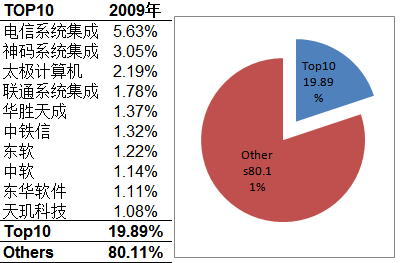 TOP10 2009年
电信系统集成 5.63%
神码系统集成 3.05%
太极计算机 2.19%
联通系统集成 1.78%
华胜天成 1.37%
中铁信 1.32%
东软 1.22%
中软 1.14%
东华软件 1.11%
天玑科技 1.08%
Top10 19.89%
Others 80.11%
Top10
19.89
%
Other
s80.1
1%